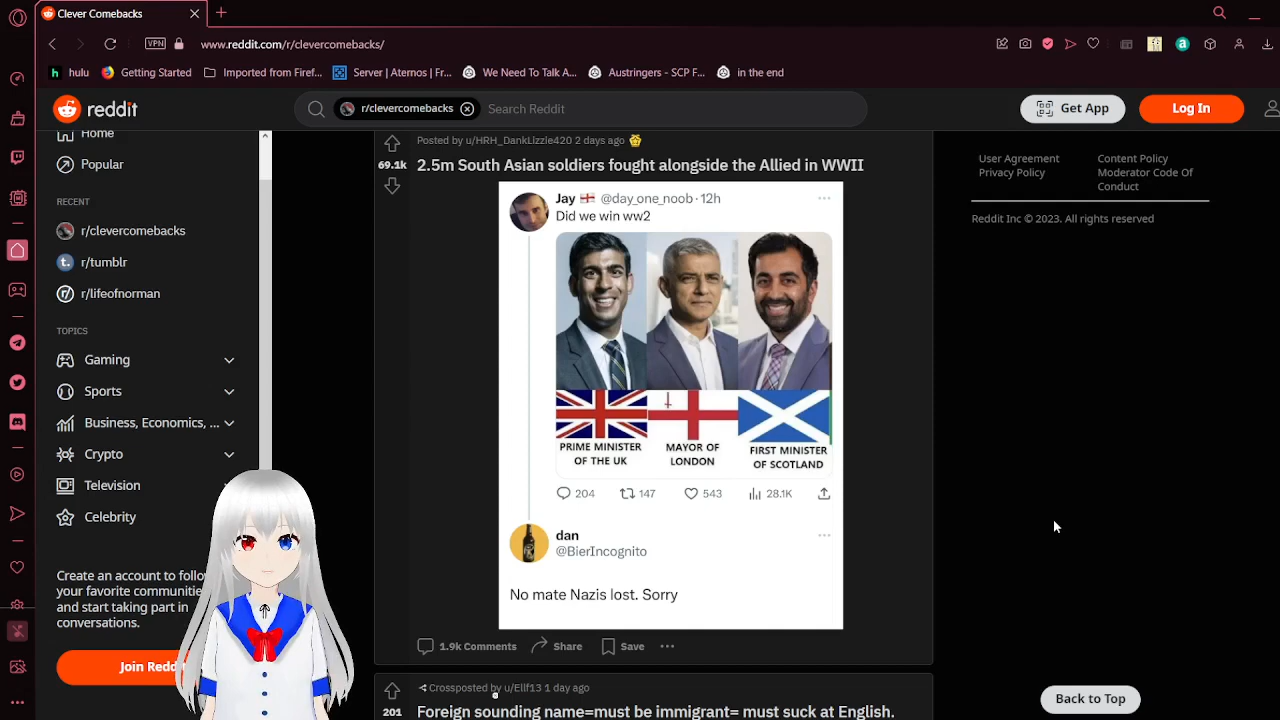 Clever Comebacks
VPN
www.reddit.com/r/clevercomebacks/
hulu
Getting Started
Imported from Firef...
Server | Aternos | Fr...
We Need To Talk A...
Austringers - SCP F...
in the end
reddit
r/clevercomebacks
Search Reddit
Get App
Log In
Home
Popular
RECENT
r/clevercomebacks
r/tumblr
r/lifeofnorman
TOPICS
Gaming
Sports
Business, Economics, ...
Crypto
Television
Celebrity
Create an account to follo
your favorite communities
and start taking part in
conversations.
Join Reddi
Posted by u/HRH_DankLizzle420 2 days ago
69.1k
2.5m South Asian soldiers fought alongside the Allied in WWII
Jay @day_one_noob · 12h
Did we win ww2
PRIME MINISTER
OF THE UK
MAYOR OF
LONDON
FIRST MINISTER
OF SCOTLAND
204
147
543
28.1K
dan
@BierIncognito
No mate Nazis lost. Sorry
1.9k Comments
Share
Save
Crossposted by u/Ellf13 1 day ago
201
Foreign sounding name=must be immigrant= must suck at English.
User Agreement
Privacy Policy
Content Policy
Moderator Code Of
Conduct
Reddit Inc © 2023. All rights reserved
Back to Top